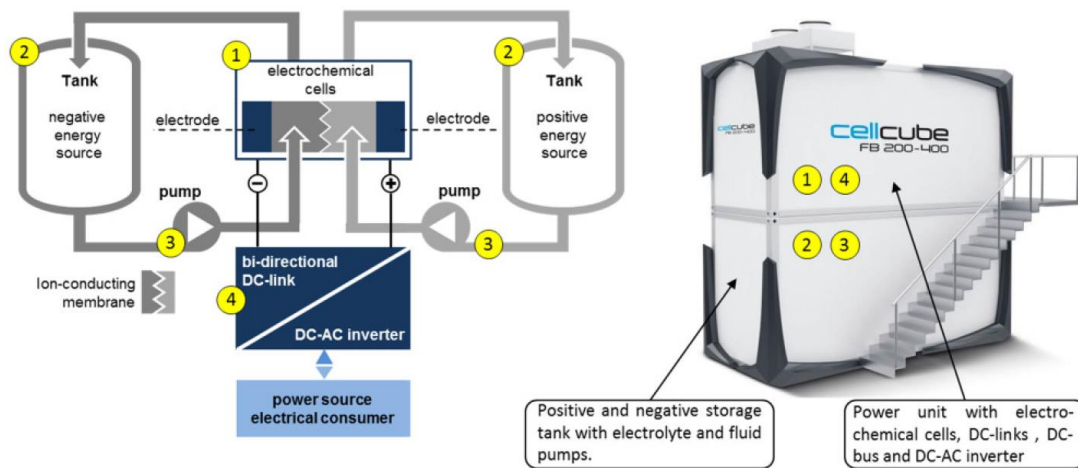 2
Tank
negative
energy
source
1
electrochemical
cells
electrode
electrode
2
Tank
positive
energy
source
pump
3
pump
3
−
+
Ion-conducting
membrane
4
bi-directional
DC-link
DC-AC inverter
power source
electrical consumer
cellcube
cellcube
FB 200-400
1 4
2 3
Positive and negative storage
tank with electrolyte and fluid
pumps.
Power unit with electro-
chemical cells, DC-links , DC-
bus and DC-AC inverter